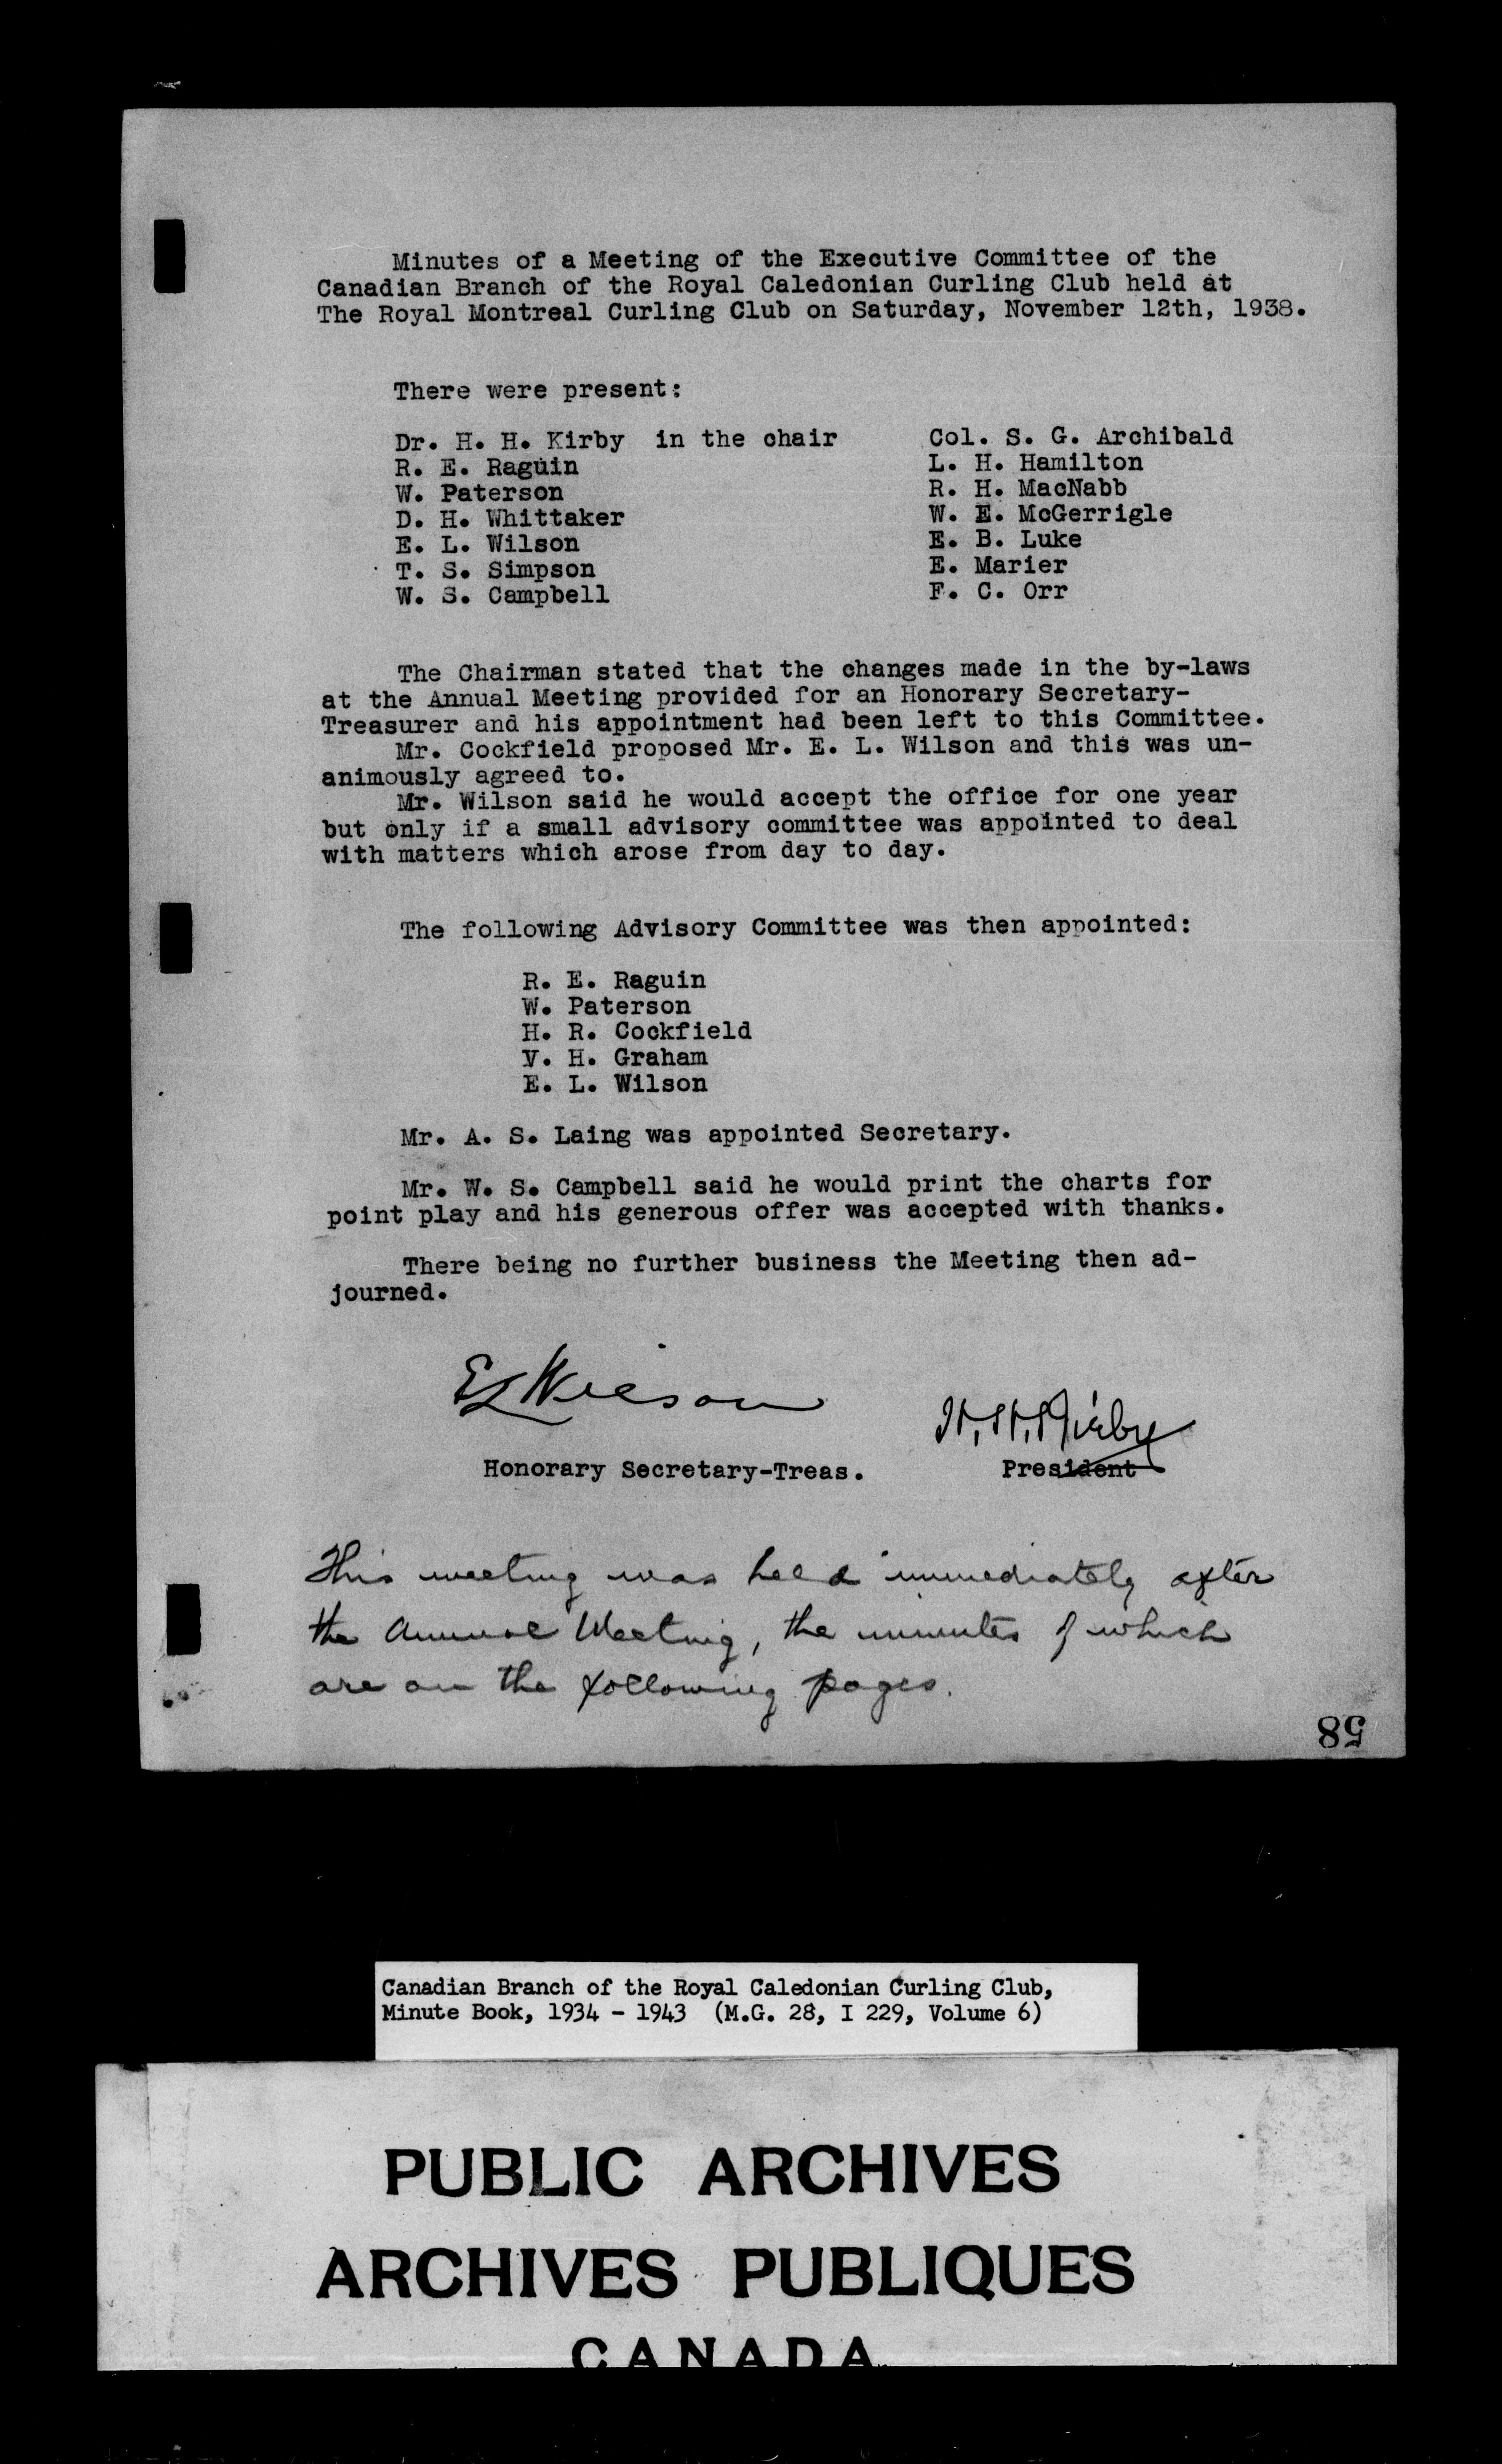 Minutes of a Meeting of the Executive Committee of the
Canadian Branch of the Royal Caledonian Curling Club held at
The Royal Montreal Curling Club on Saturday, November 12th, 1938.
There were present:
Dr. H. H. Kirby in the chair
R. E. Raguin
W. Paterson
D. H. Whittaker
E. L. Wilson
T. S. Simpson
W. S. Campbell
Col. S. G. Archibald
L. H. Hamilton
R. H. MacNabb
W. E. McGerrigle
E. B. Luke
E. Marier
F. C. Orr
The Chairman stated that the changes made in the by-laws
at the Annual Meeting provided for an Honorary Secretary-
Treasurer and his appointment had been left to this Committee.
Mr. Cockfield proposed Mr. E. L. Wilson and this was un-
animously agreed to.
Mr. Wilson said he would accept the office for one year
but only if a small advisory committee was appointed to deal
with matters which arose from day to day.
The following Advisory Committee was then appointed:
R. E. Raguin
W. Paterson
H. R. Cockfield
V. H. Graham
E. L. Wilson
Mr. A. S. Laing was appointed Secretary.
Mr. W. S. Campbell said he would print the charts for
point play and his generous offer was accepted with thanks.
There being no further business the Meeting then ad-
journed.
E L Wilson
H. H. Kirby
Honorary Secretary-Treas.
President
This meeting was held immediately after
the Annual Meeting, the minutes of which
are on the following pages.
58
Canadian Branch of the Royal Caledonian Curling Club,
Minute Book, 1934 - 1943 (M.G. 28, I 229, Volume 6)
PUBLIC ARCHIVES
ARCHIVES PUBLIQUES
CANADA